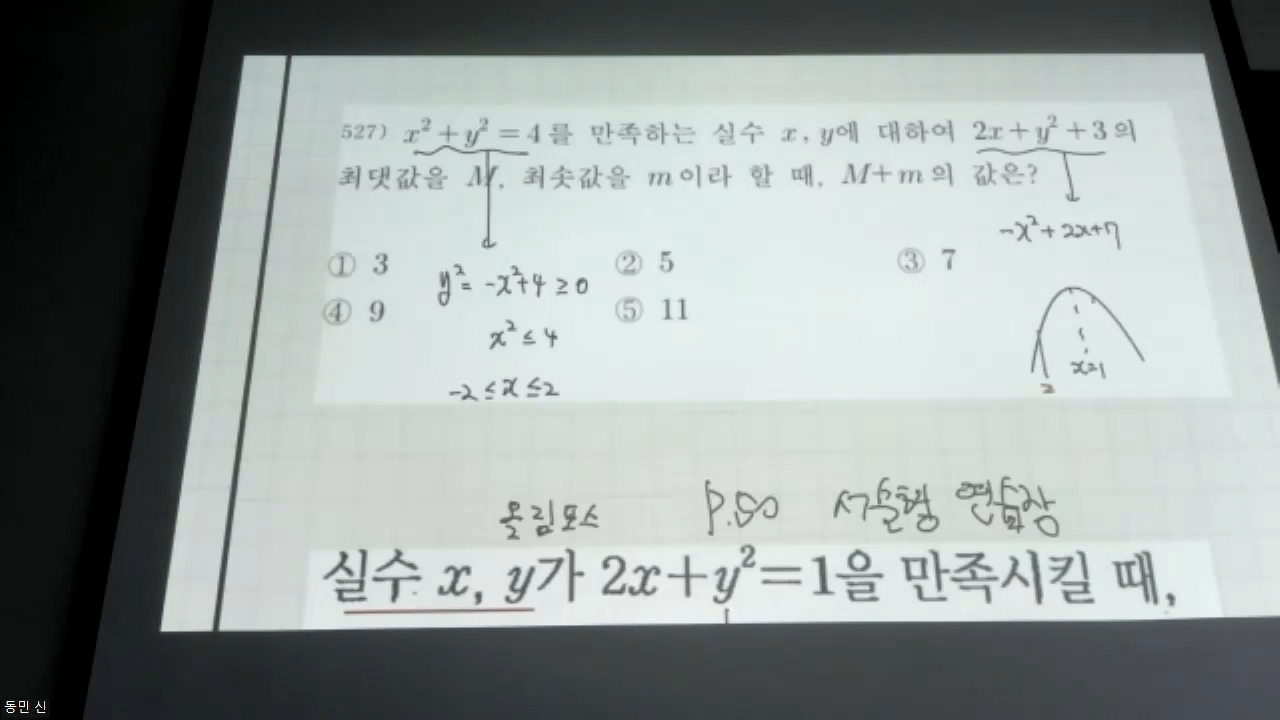 527) x²+y²=4를 만족하는 실수 x, y에 대하여 2x+y²+3의
최댓값을 M, 최솟값을 m이라 할 때, M+m의 값은?
-x²+2x+7
① 3 ② 5 ③ 7
y²= -x²+4 ≥0
④ 9 ⑤ 11
x² ≤ 4
x=1
-2 ≤ x ≤ 2
2
올림포스 P.50 서술형 연습장
실수 x, y가 2x+y²=1을 만족시킬 때,
동민 신